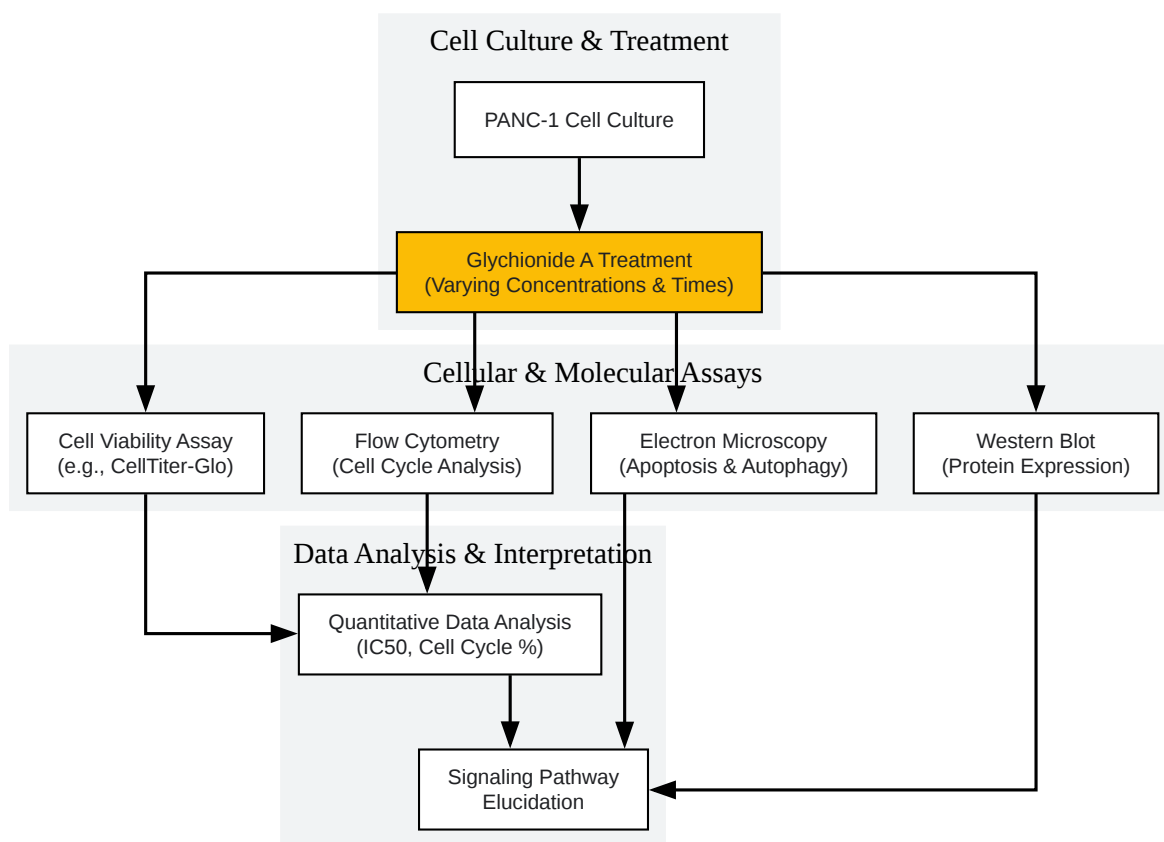 Cell Culture & Treatment
PANC-1 Cell Culture
Glychionide A Treatment
(Varying Concentrations & Times)
Cellular & Molecular Assays
Cell Viability Assay
(e.g., CellTiter-Glo)
Flow Cytometry
(Cell Cycle Analysis)
Electron Microscopy
(Apoptosis & Autophagy)
Western Blot
(Protein Expression)
Data Analysis & Interpretation
Quantitative Data Analysis
(IC50, Cell Cycle %)
Signaling Pathway
Elucidation